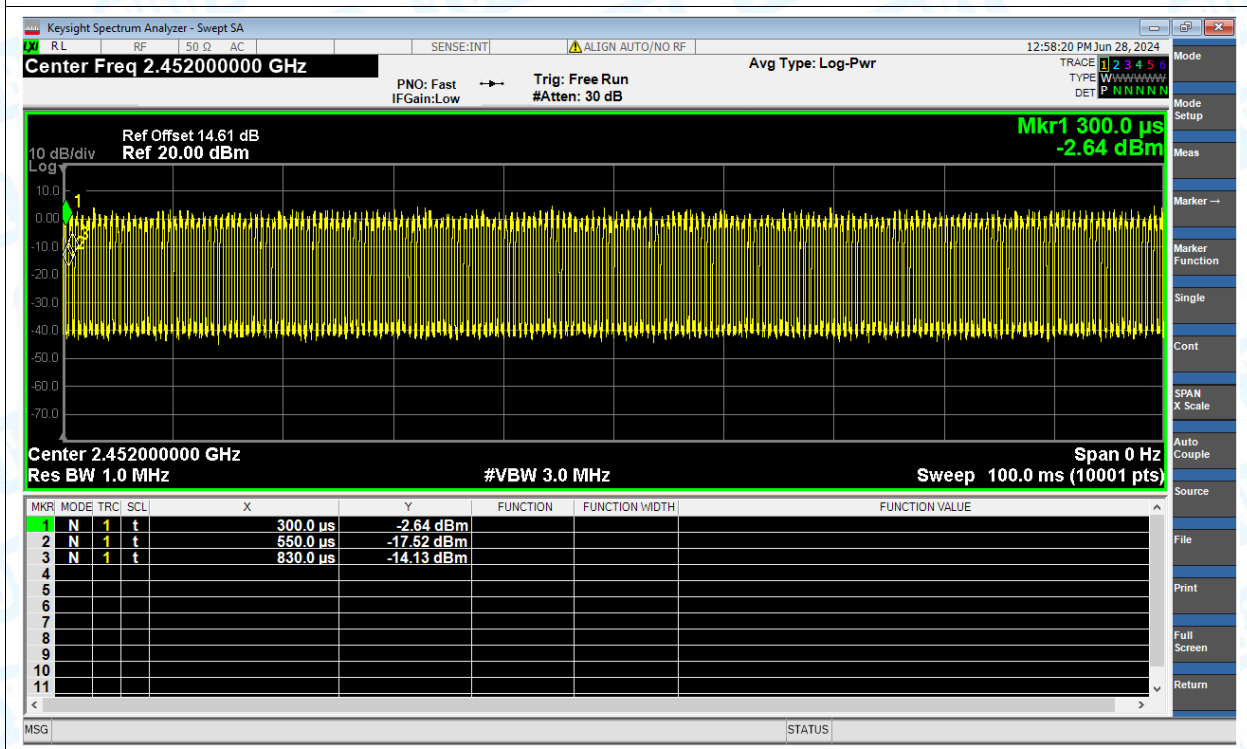 Keysight Spectrum Analyzer - Swept SA
LXI RL RF 50 Ω AC SENSE:INT ALIGN AUTO/NO RF 12:58:20 PM Jun 28, 2024
Center Freq 2.452000000 GHz
PNO: Fast
IFGain:Low
Trig: Free Run
#Atten: 30 dB
Avg Type: Log-Pwr
TRACE 1 2 3 4 5 6
TYPE WWWWWW
DET P N N N N N
Ref Offset 14.61 dB
10 dB/div Ref 20.00 dBm
Log
Mkr1 300.0 µs
-2.64 dBm
10.0
0.00
-10.0
-20.0
-30.0
-40.0
-50.0
-60.0
-70.0
1
2
3
Center 2.452000000 GHz Span 0 Hz
Res BW 1.0 MHz #VBW 3.0 MHz Sweep 100.0 ms (10001 pts)
MKR MODE TRC SCL X Y FUNCTION FUNCTION WIDTH FUNCTION VALUE
1 N 1 t 300.0 µs -2.64 dBm
2 N 1 t 550.0 µs -17.52 dBm
3 N 1 t 830.0 µs -14.13 dBm
4
5
6
7
8
9
10
11
MSG STATUS
Mode
Mode
Setup
Meas
Marker →
Marker
Function
Single
Cont
SPAN
X Scale
Auto
Couple
Source
File
Print
Full
Screen
Return